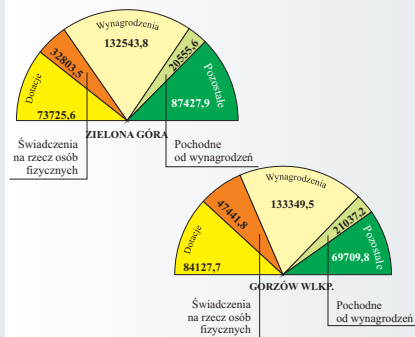 Wynagrodzenia
132543,8
32803,5
20555,6
Dotacje
73725,6
Pozostałe
87427,9
ZIELONA GÓRA
Świadczenia
na rzecz osób
fizycznych
Pochodne
od wynagrodzeń
Wynagrodzenia
133349,5
47441,8
21037,2
Dotacje
84127,7
Pozostałe
69709,8
GORZÓW WLKP.
Świadczenia
na rzecz osób
fizycznych
Pochodne
od wynagrodzeń